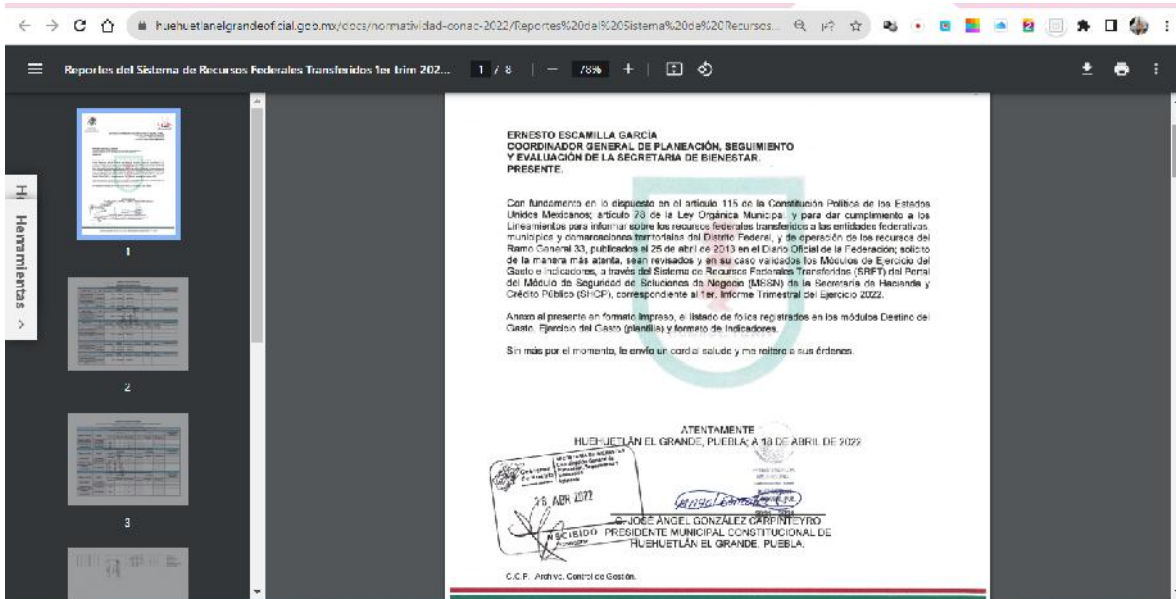 huehuetlanelgrandeoficial.gob.mx/docs/normatividad-conac-2022/Reportes%20del%20Sistema%20de%20Recursos...
Reportes del Sistema de Recursos Federales Transferidos 1er trim 202...
1 / 8
78%
Herramientas
1
2
3
ERNESTO ESCAMILLA GARCÍA
COORDINADOR GENERAL DE PLANEACIÓN, SEGUIMIENTO
Y EVALUACIÓN DE LA SECRETARIA DE BIENESTAR.
PRESENTE.
Con fundamento en lo dispuesto en el artículo 115 de la Constitución Política de los Estados
Unidos Mexicanos; artículo 78 de la Ley Orgánica Municipal, y para dar cumplimiento a los
Lineamientos para informar sobre los recursos federales transferidos a las entidades federativas,
municipios y demarcaciones territoriales del Distrito Federal, y de operación de los recursos del
Ramo General 33, publicados el 25 de abril de 2013 en el Diario Oficial de la Federación; solicito
de la manera más atenta, sean revisados y en su caso validados los Módulos de Ejercicio del
Gasto e Indicadores, a través del Sistema de Recursos Federales Transferidos (SRFT) del Portal
del Módulo de Seguridad de Soluciones de Negocio (MSSN) de la Secretaría de Hacienda y
Crédito Público (SHCP), correspondiente al 1er. Informe Trimestral del Ejercicio 2022.
Anexo al presente en formato impreso, el listado de folios registrados en los módulos Destino del
Gasto, Ejercicio del Gasto (plantilla) y formato de Indicadores.
Sin más por el momento, le envío un cordial saludo y me reitero a sus órdenes.
ATENTAMENTE
HUEHUETLÁN EL GRANDE, PUEBLA; A 18 DE ABRIL DE 2022
ABR 2022
RECIBIDO
C. JOSÉ ÁNGEL GONZÁLEZ CARPINTEYRO
PRESIDENTE MUNICIPAL CONSTITUCIONAL DE
HUEHUETLÁN EL GRANDE, PUEBLA.
C.C.P. Archivo. Control de Gestión.